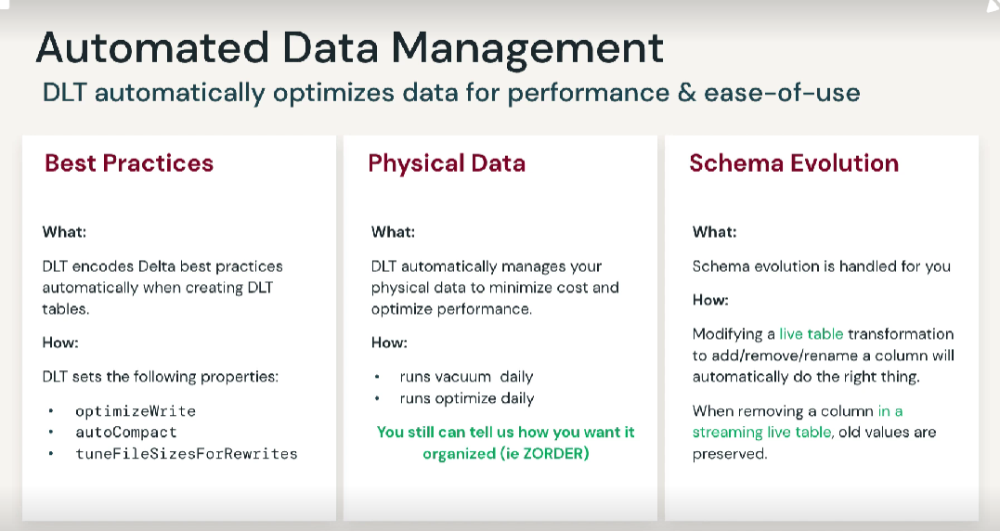 Automated Data Management
DLT automatically optimizes data for performance & ease-of-use
Best Practices
What:
DLT encodes Delta best practices
automatically when creating DLT
tables.
How:
DLT sets the following properties:
• optimizeWrite
• autoCompact
• tuneFileSizesForRewrites
Physical Data
What:
DLT automatically manages your
physical data to minimize cost and
optimize performance.
How:
• runs vacuum daily
• runs optimize daily
You still can tell us how you want it
organized (ie ZORDER)
Schema Evolution
What:
Schema evolution is handled for you
How:
Modifying a live table transformation
to add/remove/rename a column will
automatically do the right thing.
When removing a column in a
streaming live table, old values are
preserved.